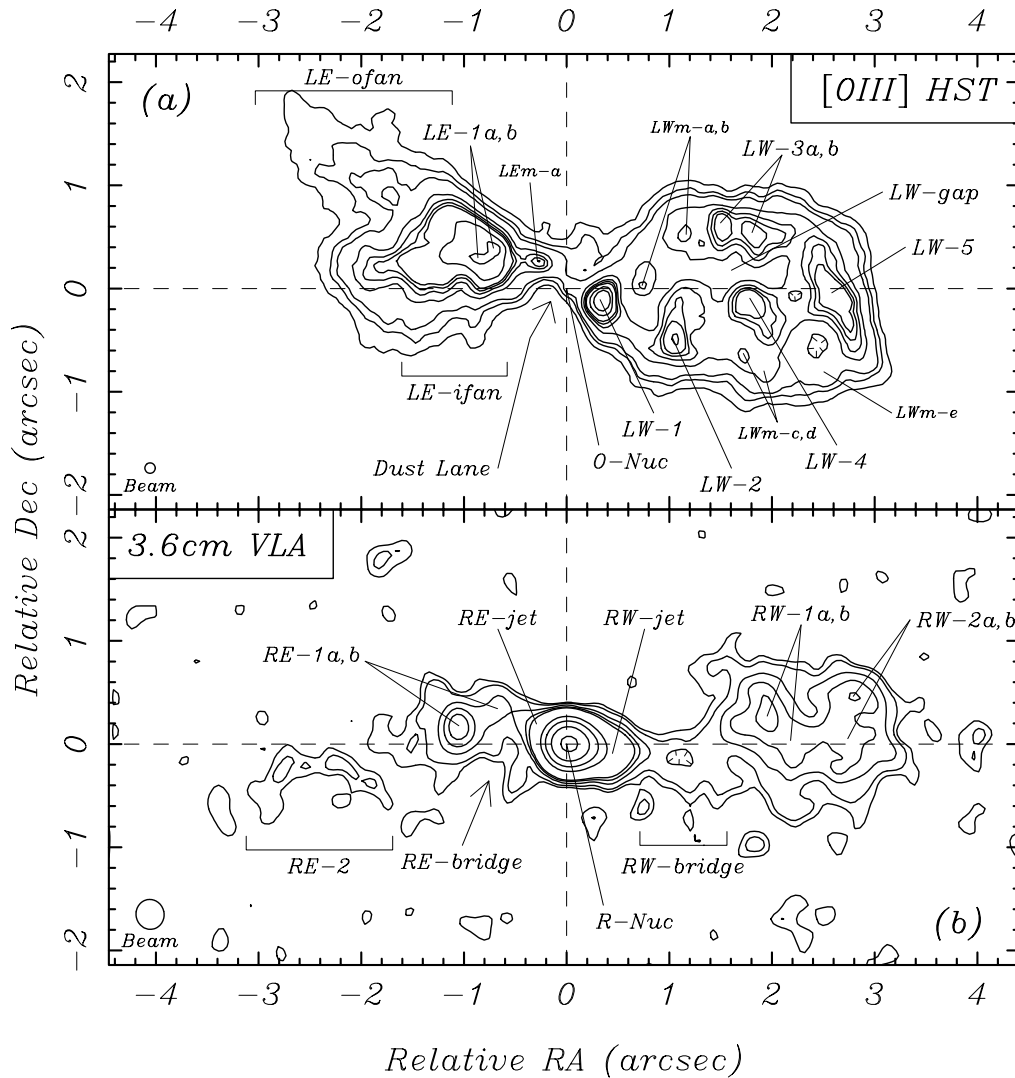 −4 −3 −2 −1 0 1 2 3 4
LE−ofan
(a)
[OIII] HST
LE−1a,b
LWm−a,b
LW−3a,b
LEm−a
LW−gap
LW−5
LE−ifan
LWm−e
LW−1
LWm−c,d
Dust Lane
O−Nuc
LW−4
LW−2
Beam
2
1
0
−1
−2
Relative Dec (arcsec)
3.6cm VLA
RE−jet
RW−jet
RW−1a,b
RW−2a,b
RE−1a,b
RE−2
RE−bridge
RW−bridge
R−Nuc
(b)
Beam
2
1
0
−1
−2
−4 −3 −2 −1 0 1 2 3 4
Relative RA (arcsec)